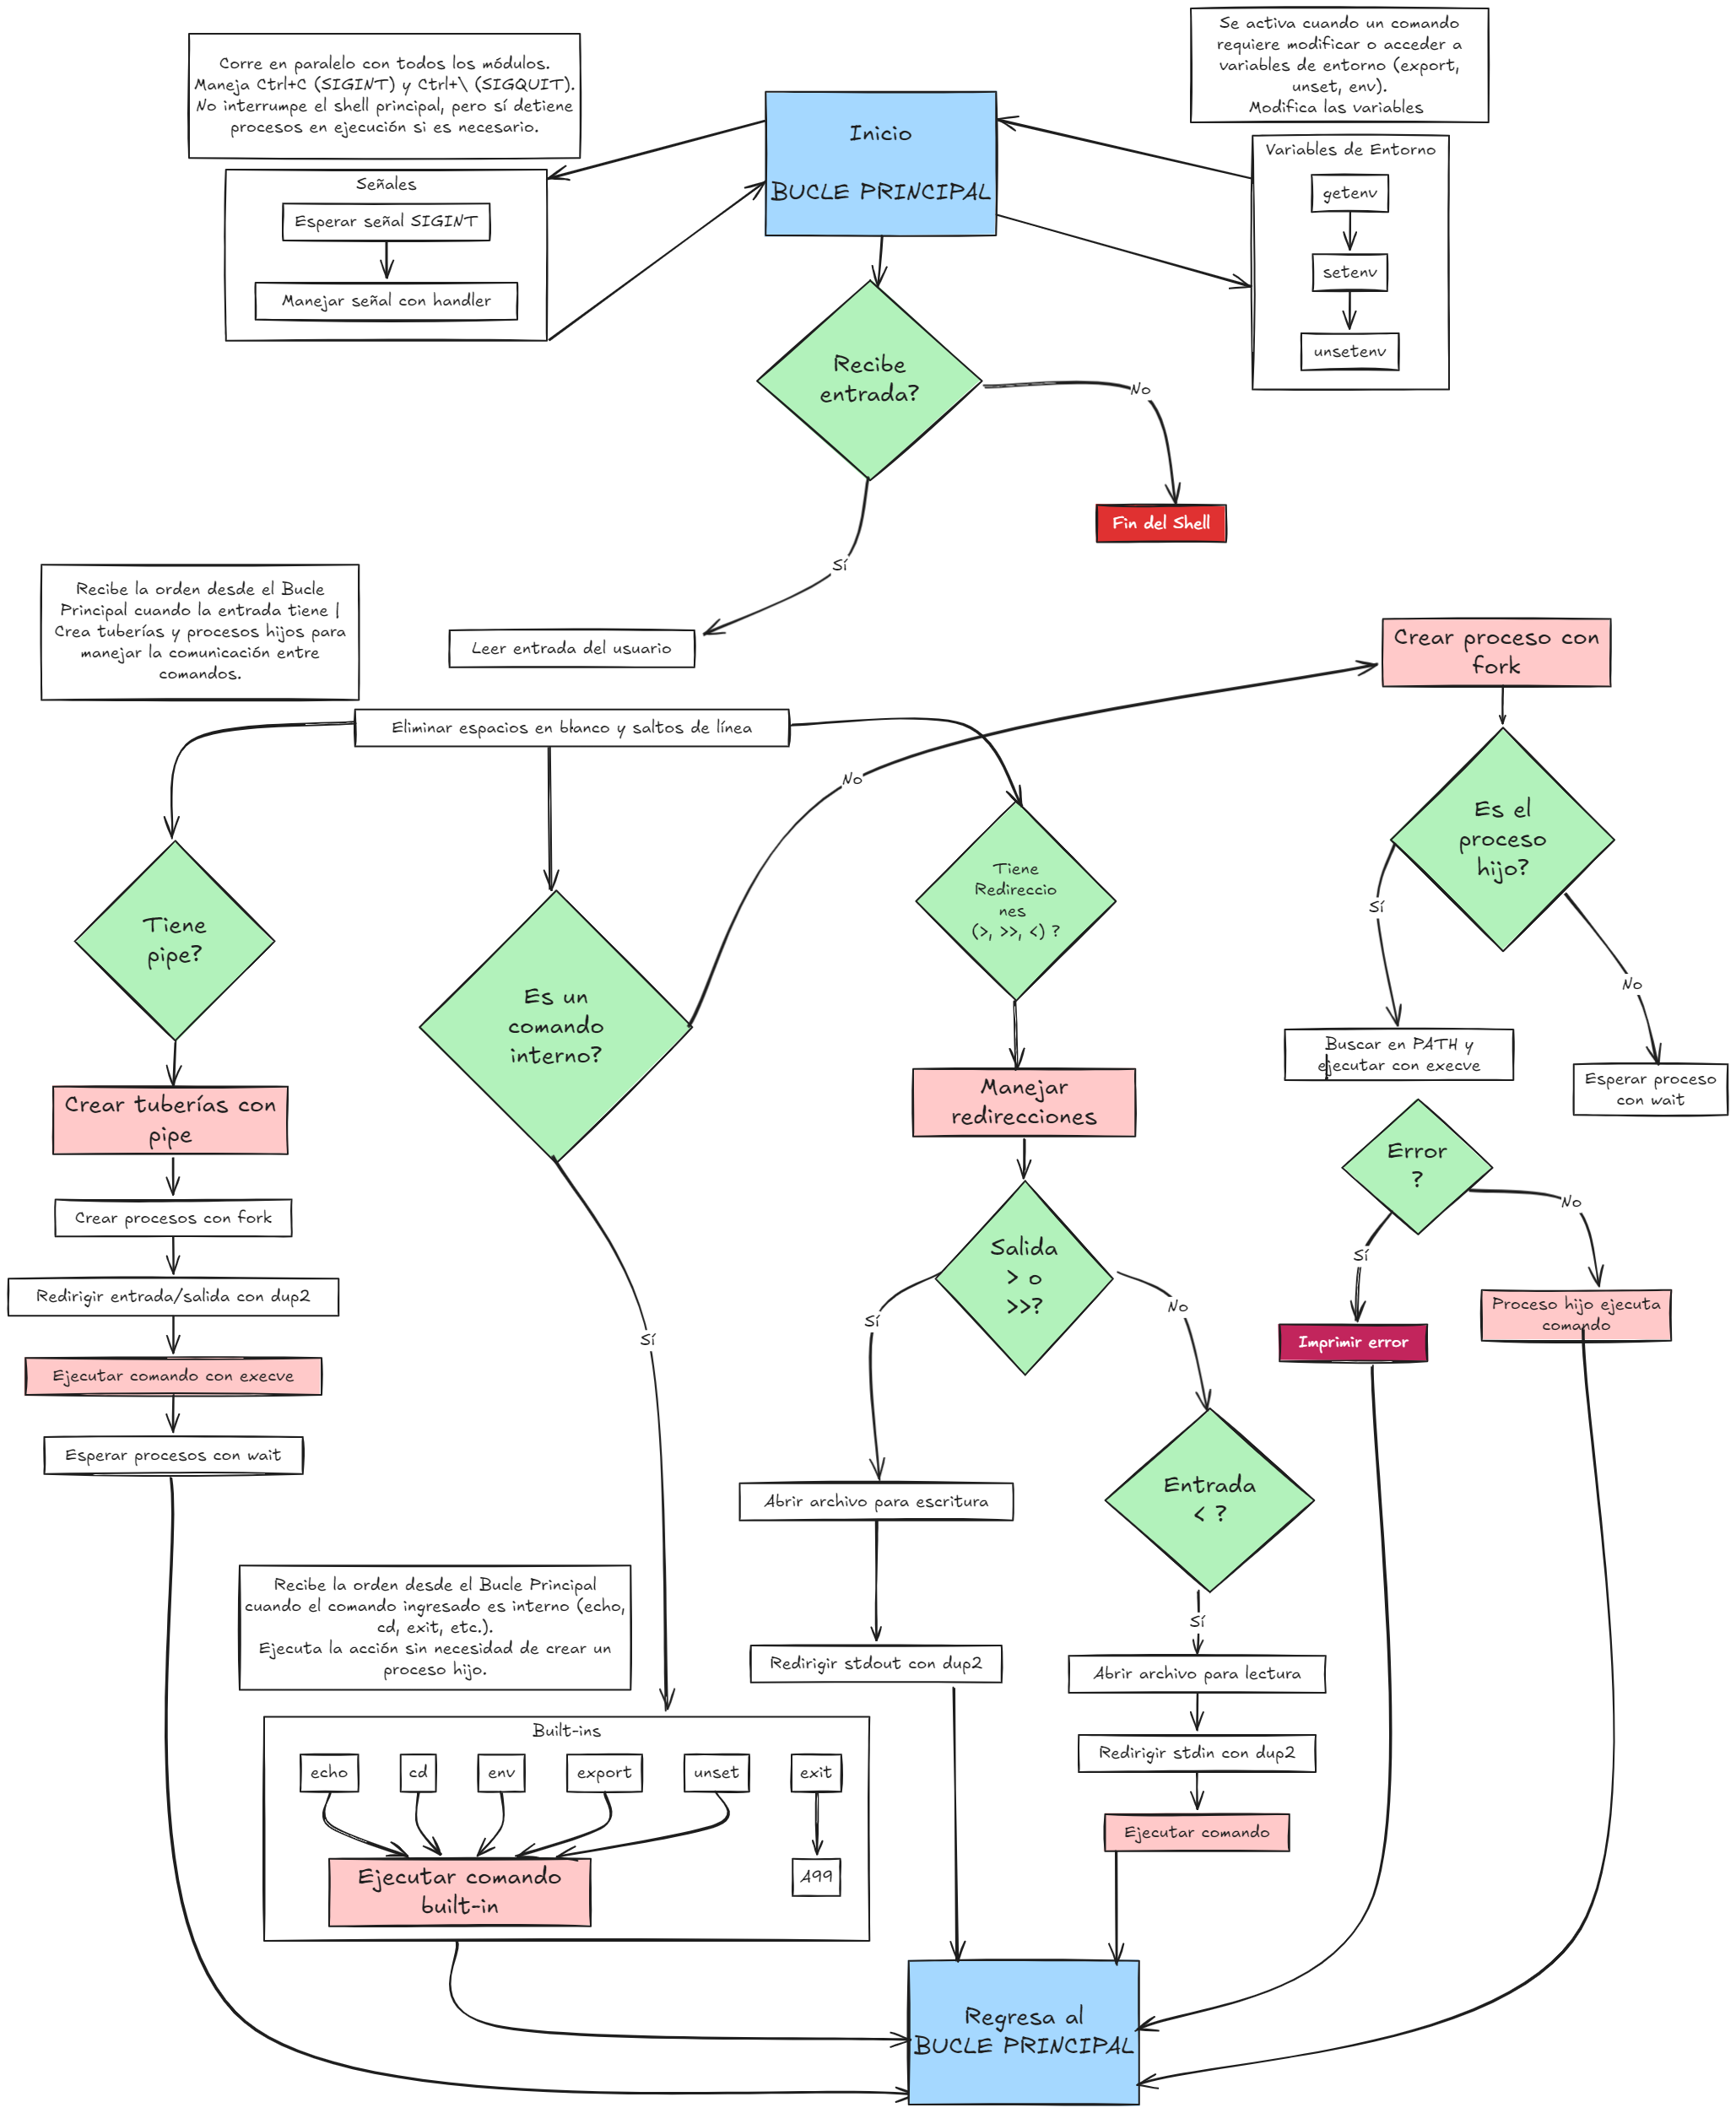 Corre en paralelo con todos los módulos.
Maneja Ctrl+C (SIGINT) y Ctrl+\ (SIGQUIT).
No interrumpe el shell principal, pero sí detiene
procesos en ejecución si es necesario.
Señales
Esperar señal SIGINT
Manejar señal con handler
Inicio
BUCLE PRINCIPAL
Se activa cuando un comando
requiere modificar o acceder a
variables de entorno (export,
unset, env).
Modifica las variables
Variables de Entorno
getenv
setenv
unsetenv
Recibe
entrada?
No
Fin del Shell
Sí
Leer entrada del usuario
Recibe la orden desde el Bucle
Principal cuando la entrada tiene |
Crea tuberías y procesos hijos para
manejar la comunicación entre
comandos.
Eliminar espacios en blanco y saltos de línea
Tiene
pipe?
Crear tuberías con
pipe
Crear procesos con fork
Redirigir entrada/salida con dup2
Ejecutar comando con execve
Esperar procesos con wait
Es un
comando
interno?
No
Sí
Recibe la orden desde el Bucle Principal
cuando el comando ingresado es interno (echo,
cd, exit, etc.).
Ejecuta la acción sin necesidad de crear un
proceso hijo.
Built-ins
echo
cd
env
export
unset
exit
Ejecutar comando
built-in
A99
Tiene
Redireccio
nes
(>, >>, <) ?
Manejar
redirecciones
Salida
> o
>>?
Sí
Abrir archivo para escritura
Redirigir stdout con dup2
No
Entrada
< ?
Sí
Abrir archivo para lectura
Redirigir stdin con dup2
Ejecutar comando
Crear proceso con
fork
Es el
proceso
hijo?
Sí
No
Buscar en PATH y
ejecutar con execve
Esperar proceso
con wait
Error
?
Sí
No
Imprimir error
Proceso hijo ejecuta
comando
Regresa al
BUCLE PRINCIPAL